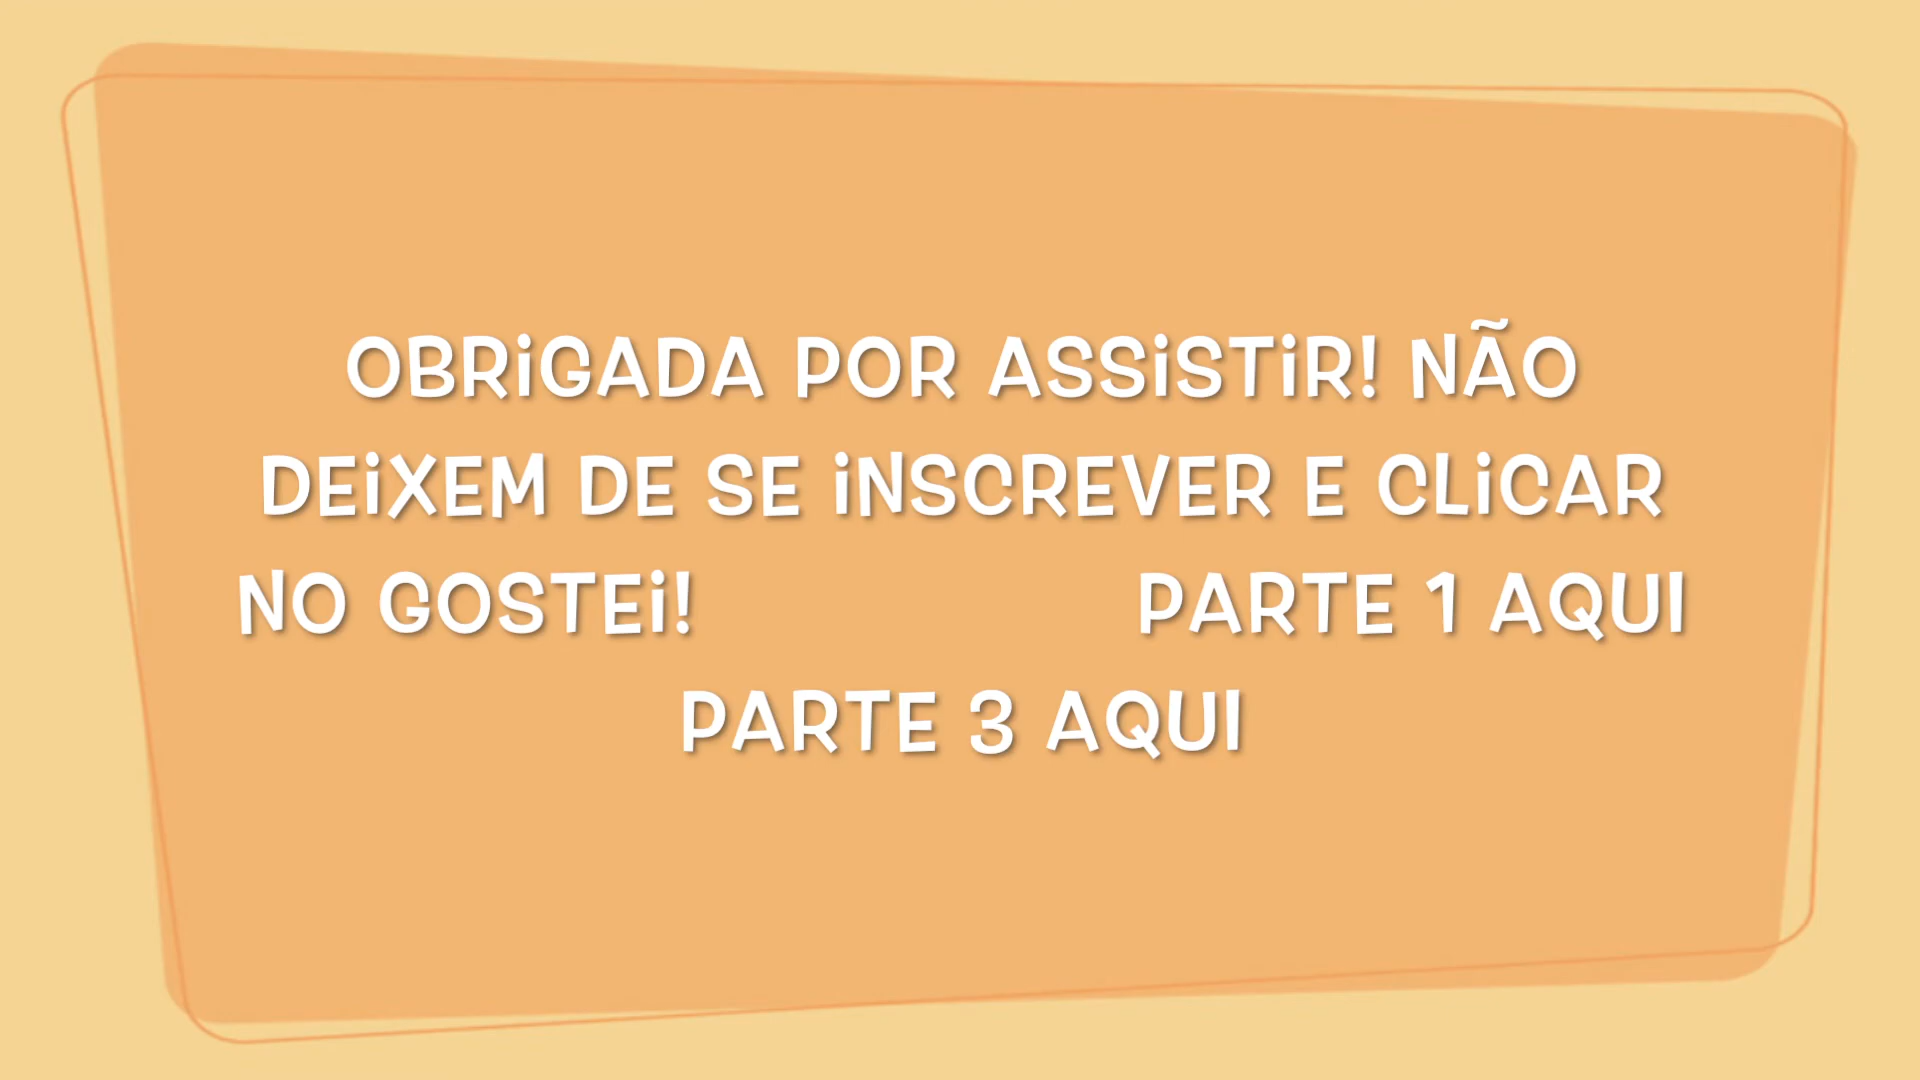 OBRiGADA POR ASSiSTiR! NÃO
DEiXEM DE SE iNSCREVER E CLiCAR
NO GOSTEi! PARTE 1 AQUI
PARTE 3 AQUI